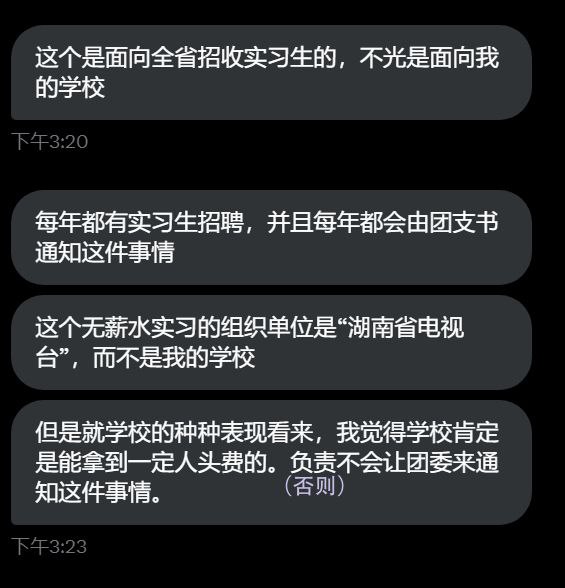 这个是面向全省招收实习生的，不光是面向我
的学校
下午3:20
每年都有实习生招聘，并且每年都会由团支书
通知这件事情
这个无薪水实习的组织单位是“湖南省电视
台”，而不是我的学校
但是就学校的种种表现看来，我觉得学校肯定
是能拿到一定人头费的。负责不会让团委来通
知这件事情。
（否则）
下午3:23